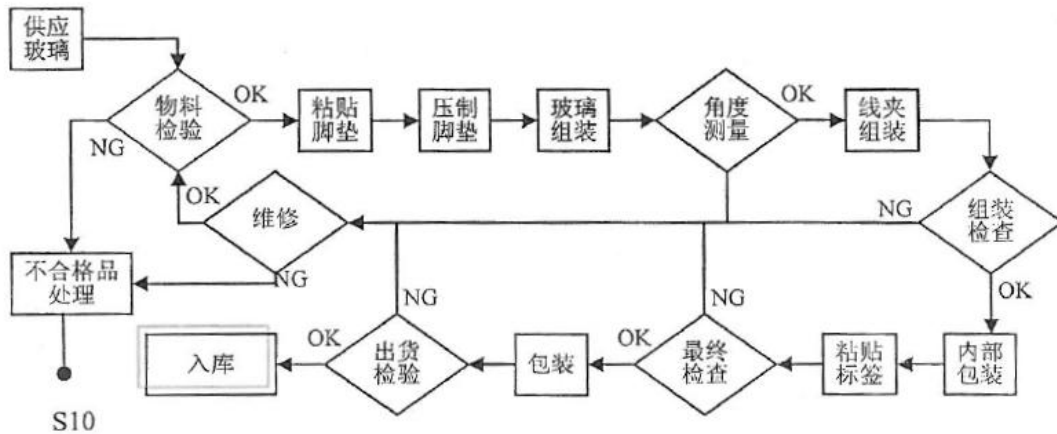 供应
玻璃
物料
检验
OK
粘贴
脚垫
压制
脚垫
玻璃
组装
角度
测量
OK
线夹
组装
NG
OK
维修
NG
组装
检查
不合格品
处理
NG
NG
NG
OK
入库
OK
出货
检验
包装
OK
最终
检查
粘贴
标签
内部
包装
S10